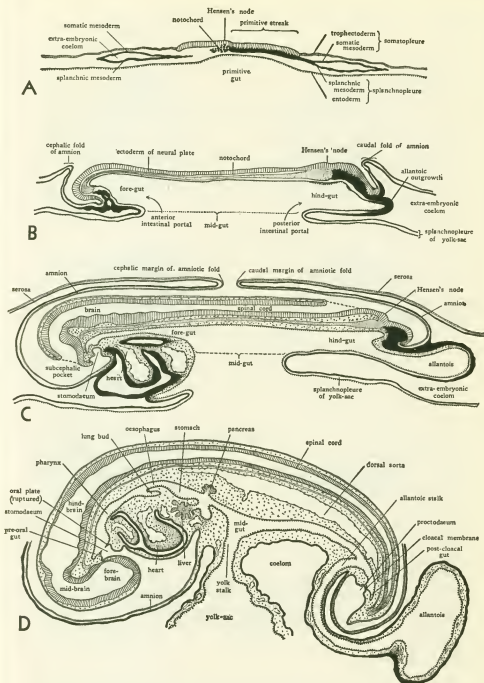 Hensen's node
notochord
primitive streak
somatic mesoderm
extra-embryonic
coelom
trophectoderm
somatic
mesoderm
somatopleure
splanchnic mesoderm
primitive
gut
splanchnic
mesoderm
entoderm
splanchnopleure
A
cephalic fold
of amnion
ectoderm of neural plate
notochord
Hensen's node
caudal fold of amnion
fore-gut
hind-gut
allantoic
outgrowth
anterior
intestinal portal
mid-gut
posterior
intestinal portal
extra-embryonic
coelom
splanchnopleure
of yolk-sac
B
cephalic margin of amniotic fold
caudal margin of amniotic fold
amnion
serosa
serosa
Hensen's node
amnion
brain
spinal cord
fore-gut
hind-gut
mid-gut
subcephalic
pocket
heart
allantois
stomodaeum
splanchnopleure
of yolk-sac
extra-embryonic
coelom
C
oesophagus
stomach
pancreas
lung bud
spinal cord
pharynx
dorsal aorta
oral plate
(ruptured)
hind-
brain
stomodaeum
allantoic stalk
pre-oral
gut
mid-
gut
proctodaeum
cloacal membrane
post-cloacal
gut
coelom
heart
liver
fore-
brain
mid-brain
amnion
yolk
stalk
yolk-sac
allantois
D